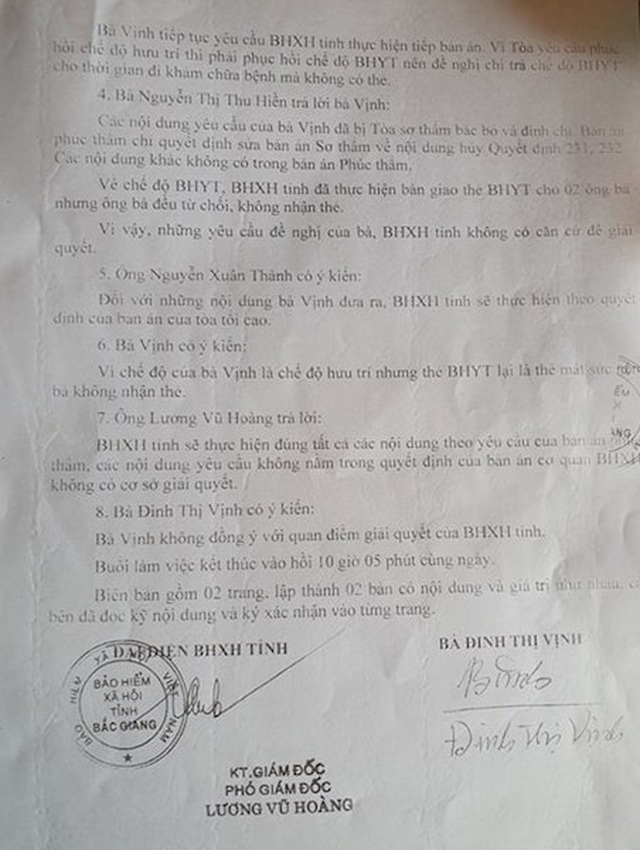 Bà Vịnh tiếp tục yêu cầu BHXH tỉnh thực hiện tiếp bản án. Vì Tòa yêu cầu phục
hồi chế độ hưu trí thì phải phục hồi chế độ BHYT nên đề nghị chi trả chế độ BHYT
cho thời gian đi khám chữa bệnh mà không có thẻ.
4. Bà Nguyễn Thị Thu Hiền trả lời bà Vịnh:
Các nội dung yêu cầu của bà Vịnh đã bị Tòa sơ thẩm bác bỏ và đình chỉ. Bản án
phúc thẩm chỉ quyết định sửa bản án Sơ thẩm về nội dung hủy Quyết định 231, 232.
Các nội dung khác không có trong bản án Phúc thẩm.
Về chế độ BHYT, BHXH tỉnh đã thực hiện bàn giao thẻ BHYT cho 02 ông bà
nhưng ông bà đều từ chối, không nhận thẻ.
Vì vậy, những yêu cầu đề nghị của bà, BHXH tỉnh không có căn cứ để giải
quyết.
5. Ông Nguyễn Xuân Thành có ý kiến:
Đối với những nội dung bà Vịnh đưa ra, BHXH tỉnh sẽ thực hiện theo quyết
định của bản án của tòa tối cao.
6. Bà Vịnh có ý kiến:
Vì chế độ của bà Vịnh là chế độ hưu trí nhưng thẻ BHYT lại là thẻ mất sức
bà không nhận thẻ.
7. Ông Lương Vũ Hoàng trả lời:
BHXH tỉnh sẽ thực hiện đúng tất cả các nội dung theo yêu cầu của bản án
thẩm, các nội dung yêu cầu không nằm trong quyết định của bản án cơ quan BHXH
không có cơ sở giải quyết.
8. Bà Đinh Thị Vịnh có ý kiến:
Bà Vịnh không đồng ý với quan điểm giải quyết của BHXH tỉnh.
Buổi làm việc kết thúc vào hồi 10 giờ 05 phút cùng ngày.
Biên bản gồm 02 trang, lập thành 02 bản có nội dung và giá trị như nhau, các
bên đã đọc kỹ nội dung và ký xác nhận vào từng trang.
ĐẠI DIỆN BHXH TỈNH
BÀ ĐINH THỊ VỊNH
BẢO HIỂM XÃ HỘI VIỆT NAM
BẢO HIỂM
XÃ HỘI
TỈNH
BẮC GIANG
Đinh Thị Vịnh
KT.GIÁM ĐỐC
PHÓ GIÁM ĐỐC
LƯƠNG VŨ HOÀNG